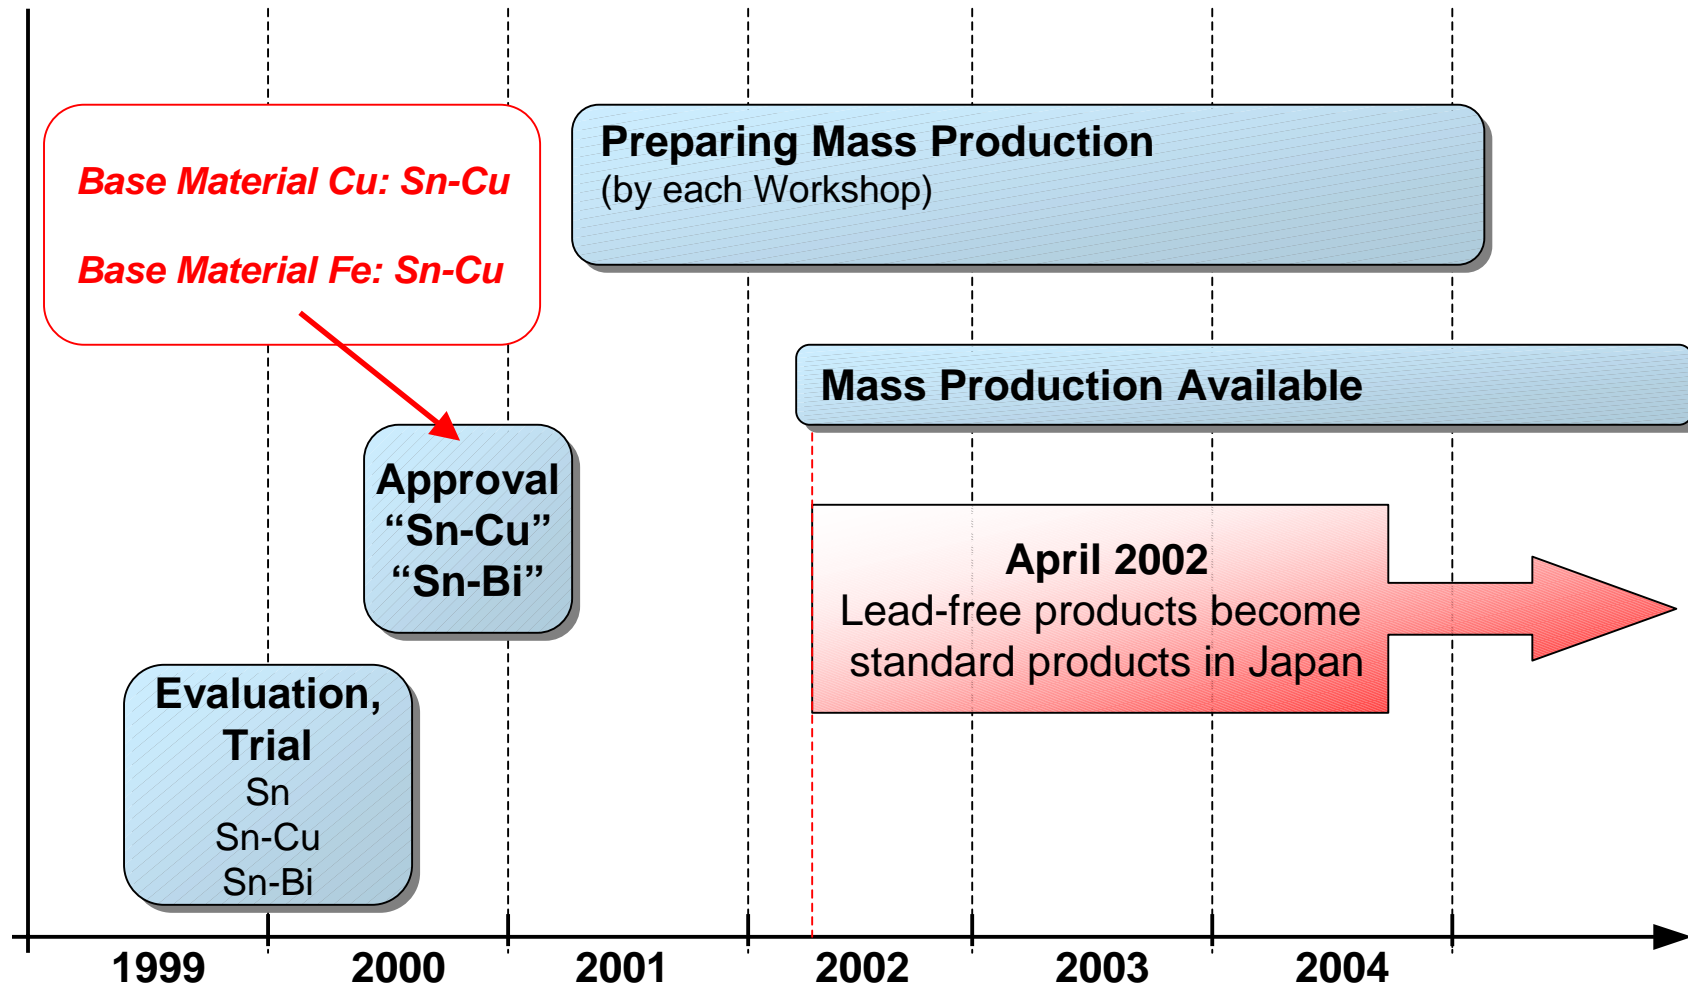 Base Material Cu: Sn-Cu
Base Material Fe: Sn-Cu
Preparing Mass Production
(by each Workshop)
Mass Production Available
Approval
“Sn-Cu”
“Sn-Bi”
April 2002
Lead-free products become
standard products in Japan
Evaluation,
Trial
Sn
Sn-Cu
Sn-Bi
1999 2000 2001 2002 2003 2004